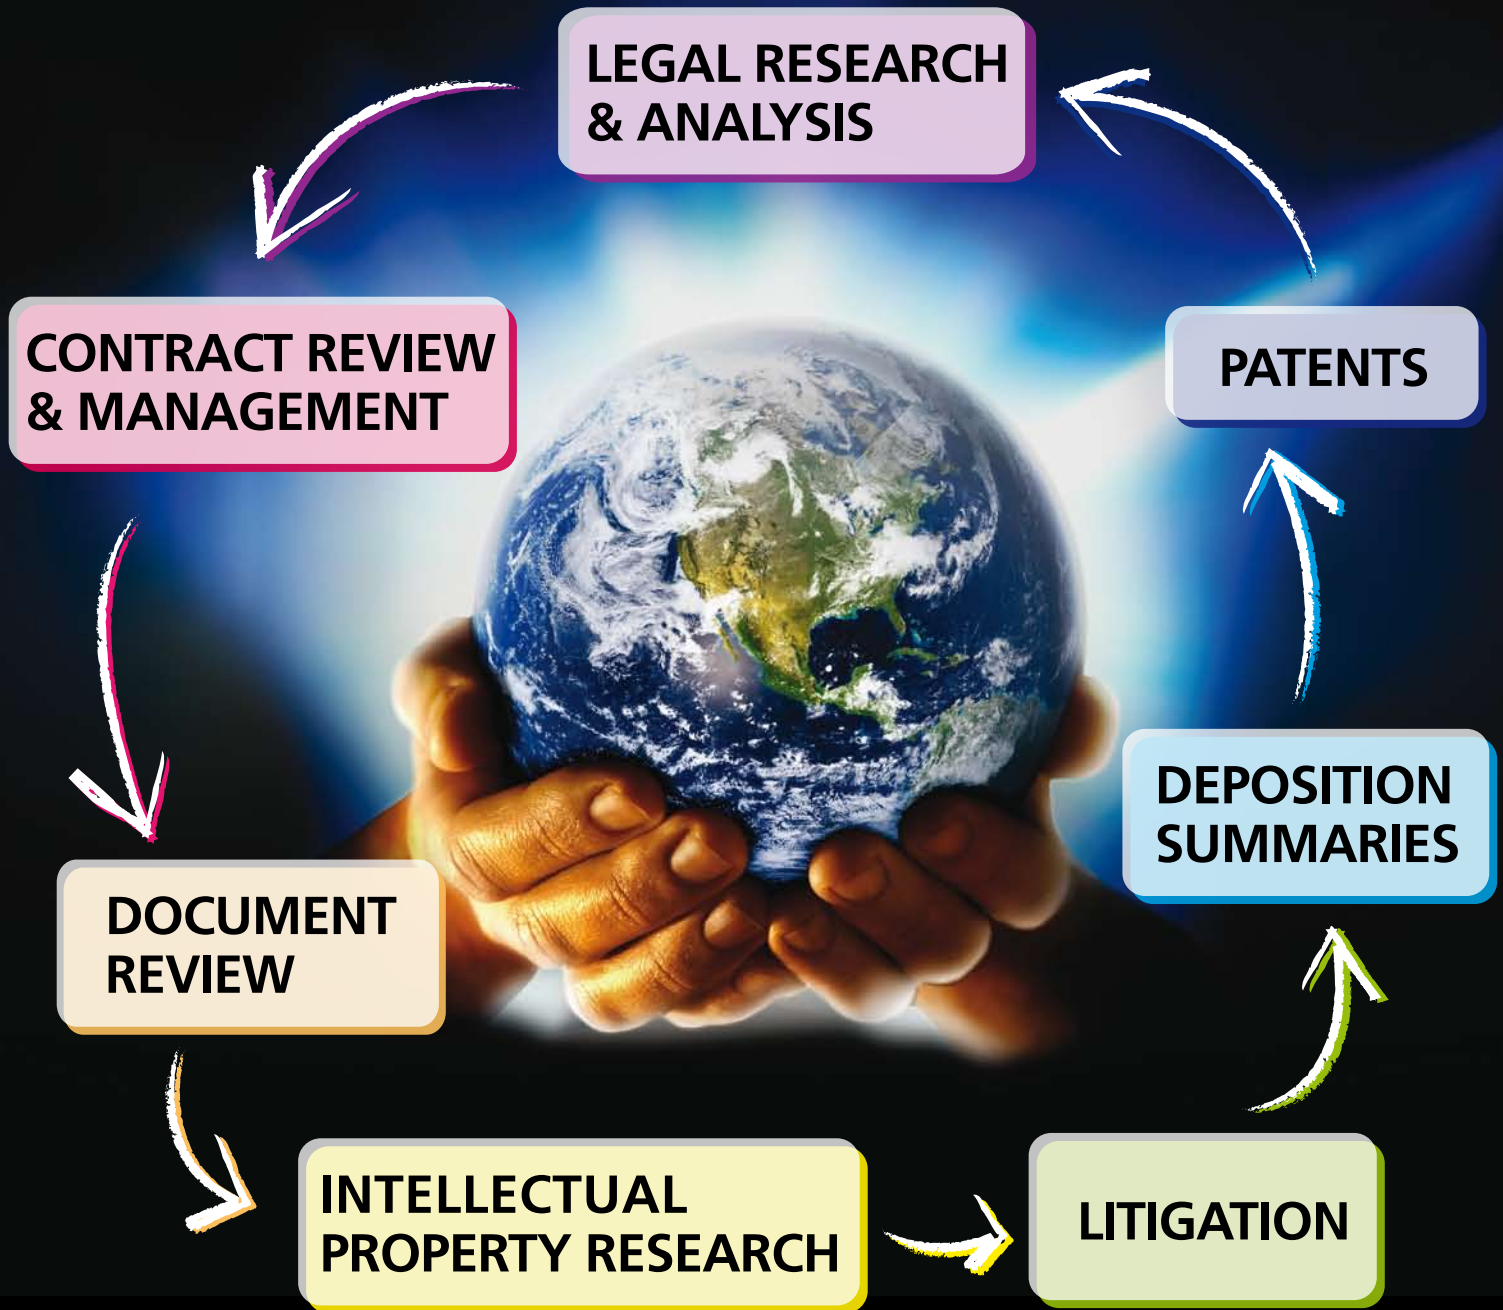 LEGAL RESEARCH
& ANALYSIS
CONTRACT REVIEW
& MANAGEMENT
PATENTS
DEPOSITION
SUMMARIES
DOCUMENT
REVIEW
INTELLECTUAL
PROPERTY RESEARCH
LITIGATION